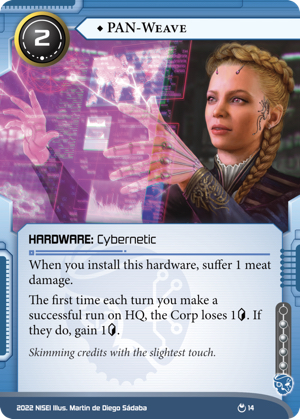 2
◆ PAN-Weave
HARDWARE: Cybernetic
When you install this hardware, suffer 1 meat
damage.
The first time each turn you make a
successful run on HQ, the Corp loses 1. If
they do, gain 1.
Skimming credits with the slightest touch.
2022 NISEI Illus. Martin de Diego Sádaba
14